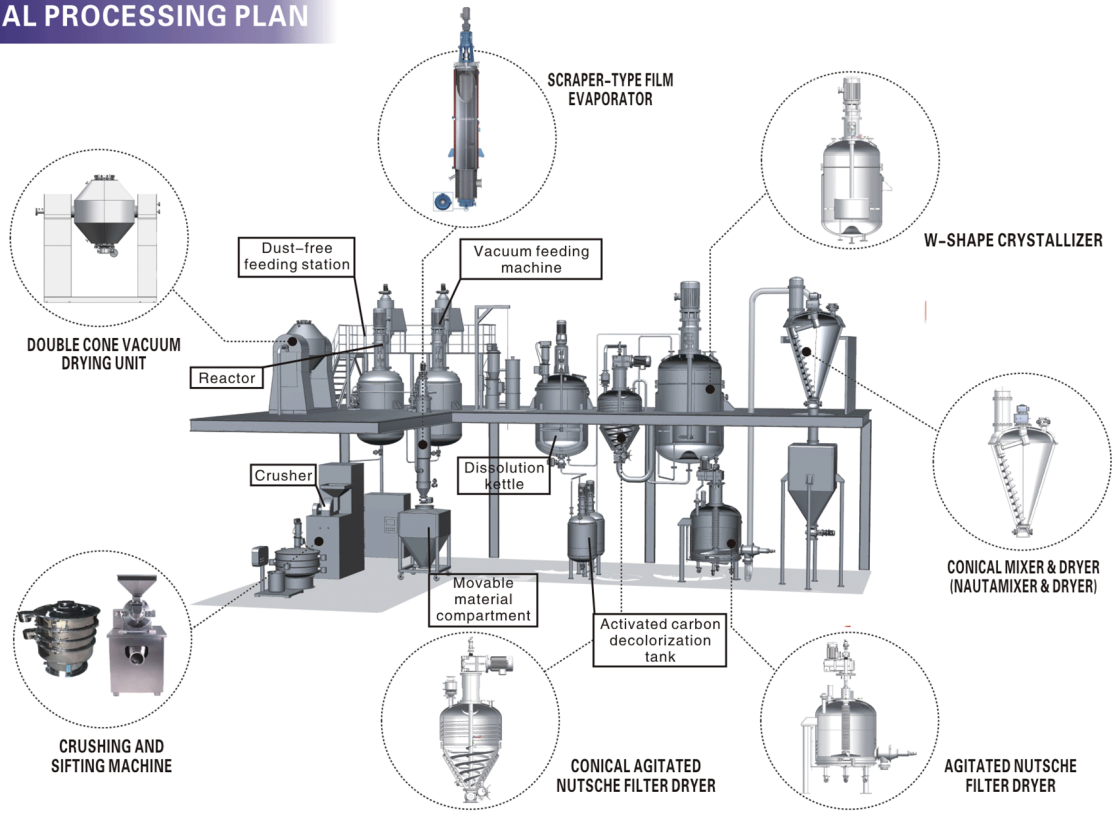 AL PROCESSING PLAN
SCRAPER-TYPE FILM
EVAPORATOR
W-SHAPE CRYSTALLIZER
Dust-free
feeding station
Vacuum feeding
machine
DOUBLE CONE VACUUM
DRYING UNIT
Reactor
Crusher
Dissolution
kettle
CONICAL MIXER & DRYER
(NAUTAMIXER & DRYER)
Movable
material
compartment
Activated carbon
decolorization
tank
CRUSHING AND
SIFTING MACHINE
CONICAL AGITATED
NUTSCHE FILTER DRYER
AGITATED NUTSCHE
FILTER DRYER